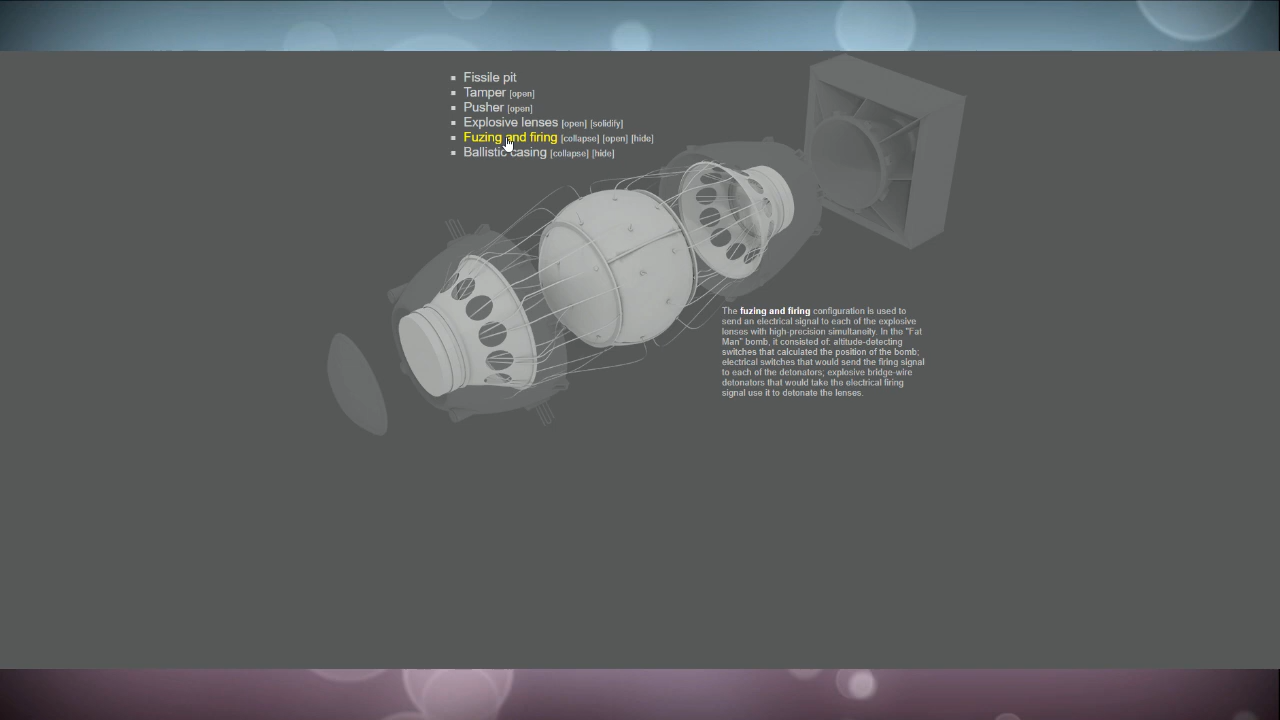 Fissile pit
Tamper [open]
Pusher [open]
Explosive lenses [open] [solidify]
Fuzing and firing [collapse] [open] [hide]
Ballistic casing [collapse] [hide]
The fuzing and firing configuration is used to
send an electrical signal to each of the explosive
lenses with high-precision simultaneity. In the "Fat
Man" bomb, it consisted of: altitude-detecting
switches that calculated the position of the bomb;
electrical switches that would send the firing signal
to each of the detonators; explosive bridge-wire
detonators that would take the electrical firing
signal use it to detonate the lenses.